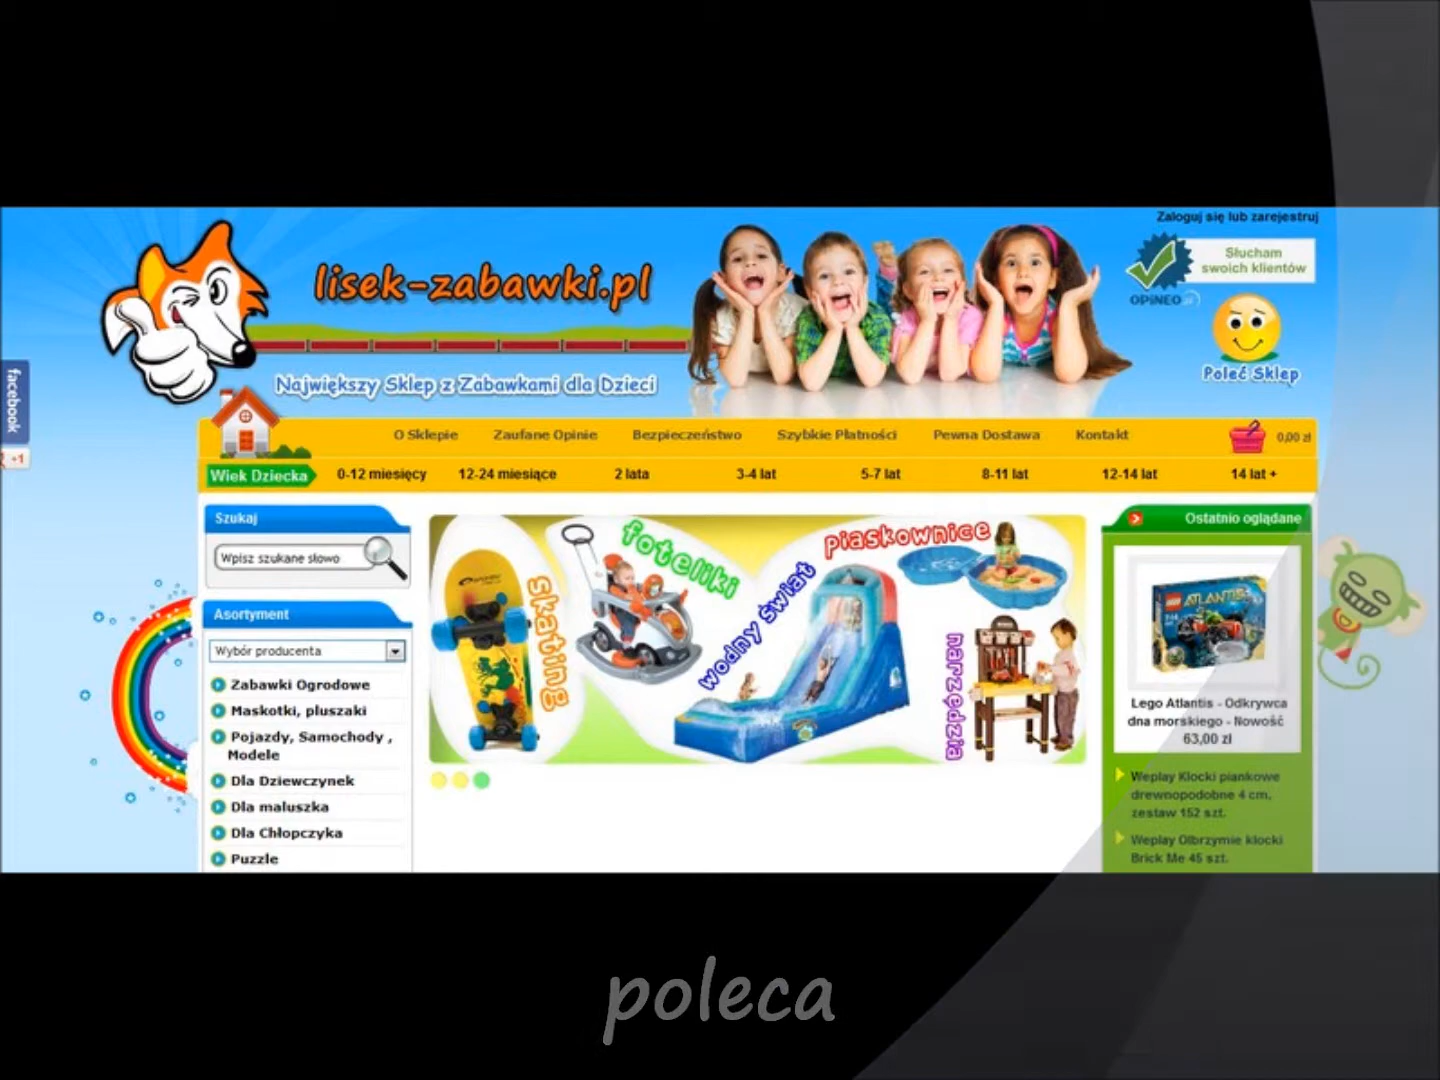 Zaloguj się lub zarejestruj
lisek-zabawki.pl
Słucham
swoich klientów
OPINEO
Największy Sklep z Zabawkami dla Dzieci
Poleć Sklep
facebook
+1
O Sklepie Zaufane Opinie Bezpieczeństwo Szybkie Płatności Pewna Dostawa Kontakt 0,00 zł
Wiek Dziecka 0-12 miesięcy 12-24 miesiące 2 lata 3-4 lat 5-7 lat 8-11 lat 12-14 lat 14 lat +
Szukaj
Wpisz szukane słowo
Asortyment
Wybór producenta
Zabawki Ogrodowe
Maskotki, pluszaki
Pojazdy, Samochody ,
Modele
Dla Dziewczynek
Dla maluszka
Dla Chłopczyka
Puzzle
skating
foteliki
wodny świat
piaskownice
narzędzia
Ostatnio oglądane
LEGO
ATLANTIS
Lego Atlantis - Odkrywca
dna morskiego - Nowość
63,00 zł
Weplay Klocki piankowe
drewnopodobne 4 cm,
zestaw 152 szt.
Weplay Olbrzymie klocki
Brick Me 45 szt.
poleca